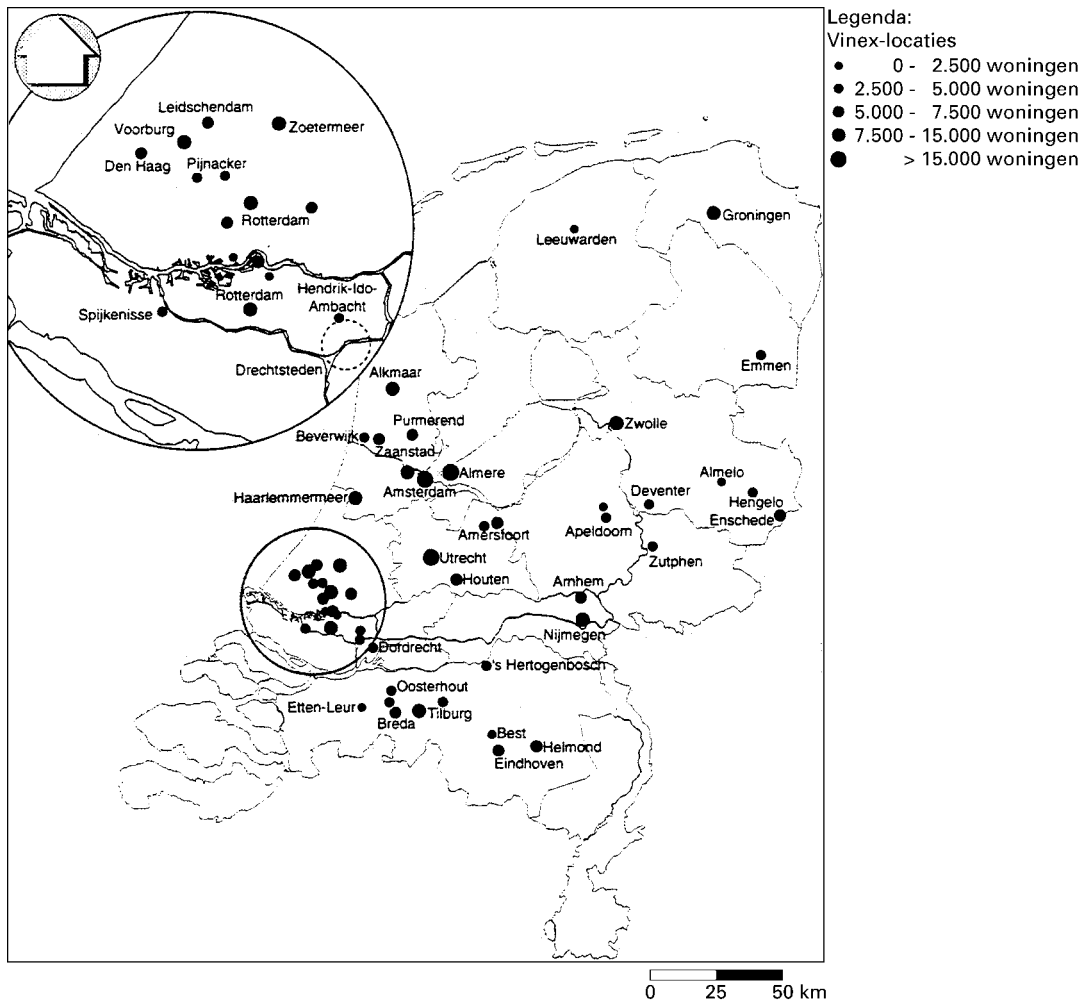 Legenda:
Vinex-locaties
0 - 2.500 woningen
2.500 - 5.000 woningen
5.000 - 7.500 woningen
7.500 - 15.000 woningen
> 15.000 woningen
Leidschendam
Voorburg
Zoetermeer
Den Haag
Pijnacker
Rotterdam
Rotterdam
Hendrik-Ido-
Ambacht
Spijkenisse
Drechtsteden
Groningen
Leeuwarden
Emmen
Alkmaar
Purmerend
Beverwijk
Zaanstad
Zwolle
Almere
Amsterdam
Haarlemmermeer
Almelo
Deventer
Hengelo
Enschede
Amersfoort
Apeldoorn
Utrecht
Zutphen
Houten
Arnhem
Nijmegen
Dordrecht
's Hertogenbosch
Oosterhout
Etten-Leur
Breda
Tilburg
Best
Helmond
Eindhoven
0 25 50 km